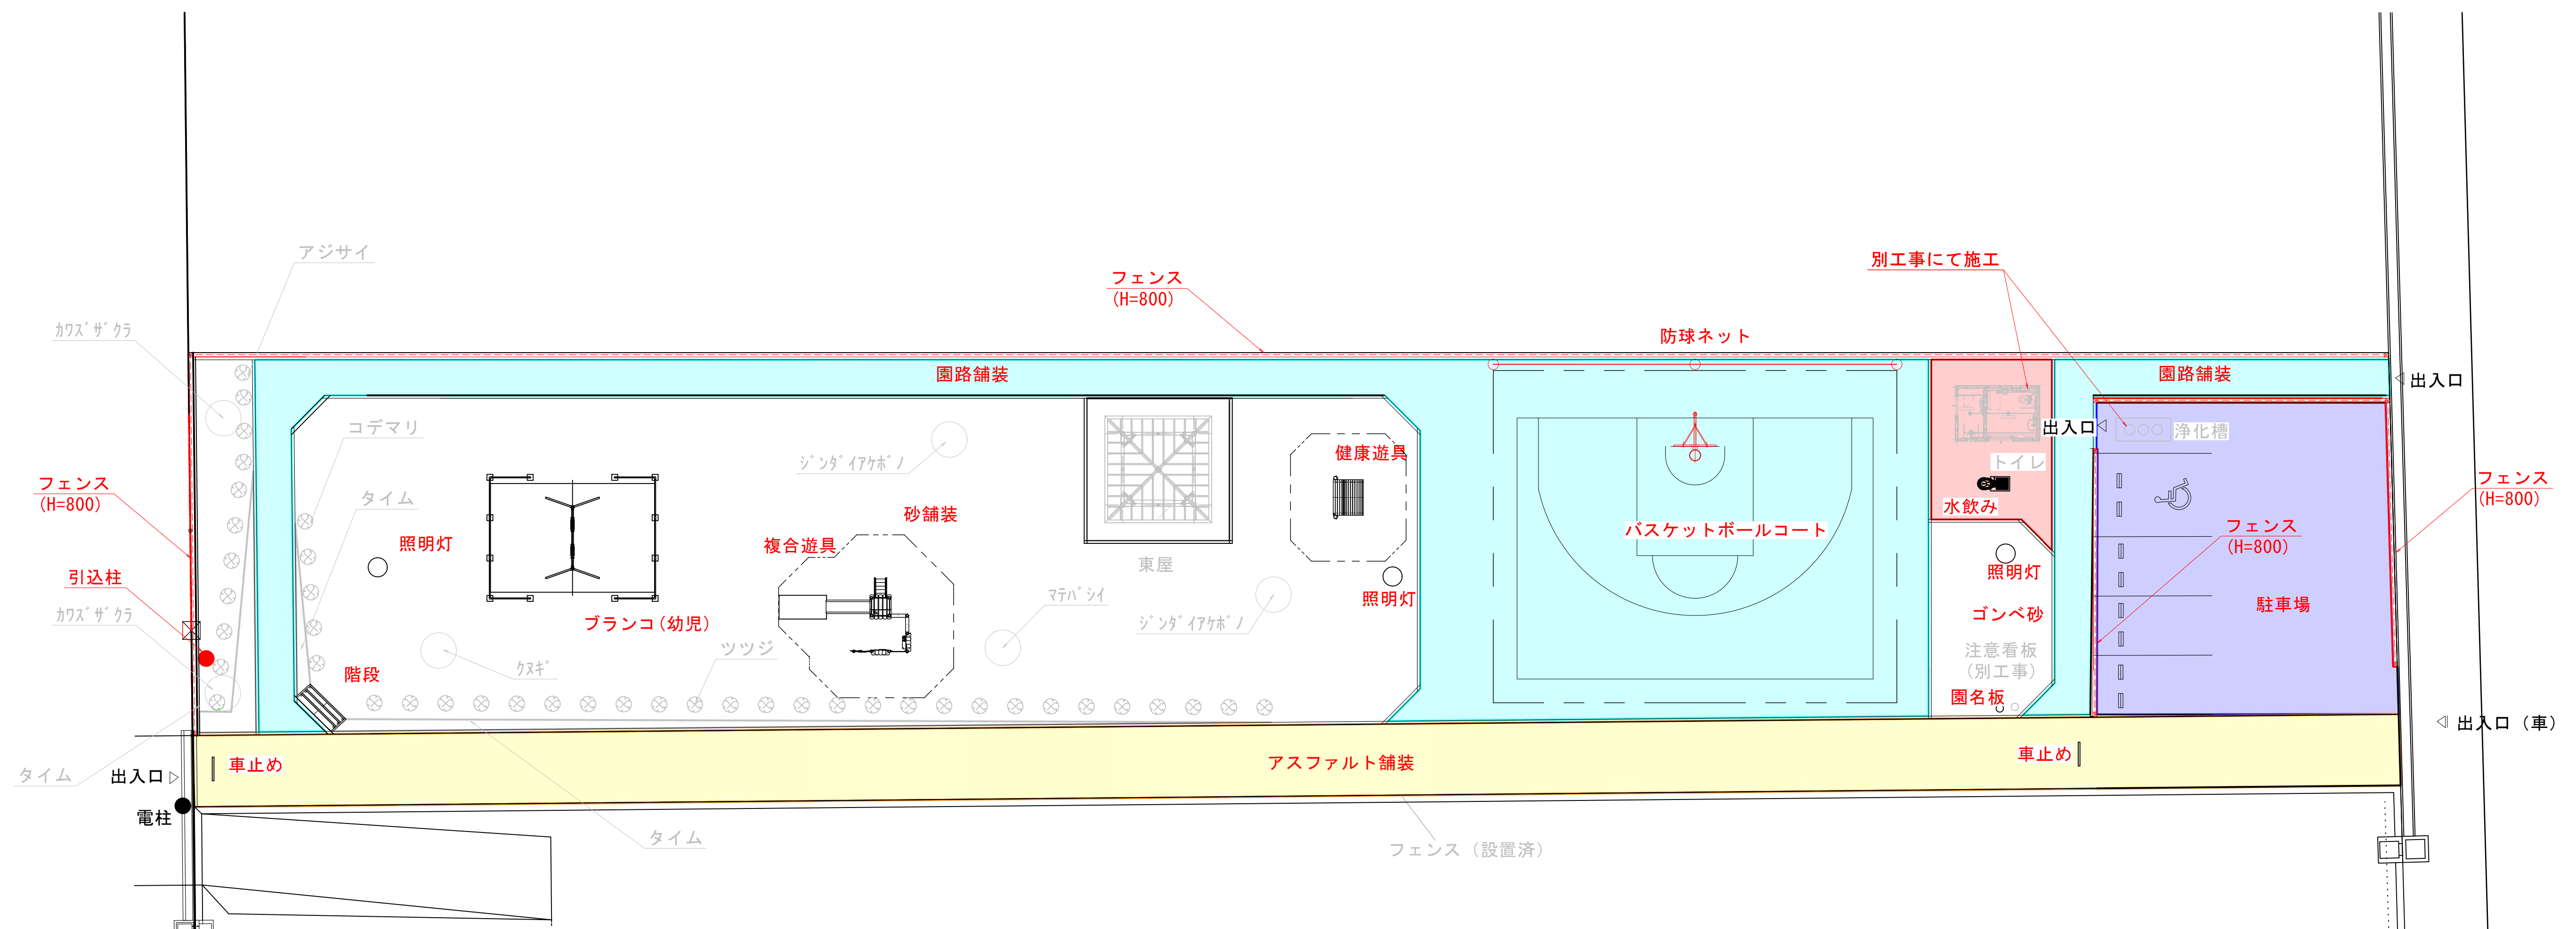 アジサイ
別工事にて施工
フェンス
(H=800)
ｶﾜｽﾞｻﾞｸﾗ
防球ネット
園路舗装
園路舗装
出入口
コデマリ
出入口
浄化槽
健康遊具
ｼﾞﾝﾀﾞｲｱｹﾎﾞﾉ
トイレ
フェンス
(H=800)
フェンス
(H=800)
タイム
水飲み
砂舗装
バスケットボールコート
フェンス
(H=800)
照明灯
複合遊具
東屋
引込柱
照明灯
ﾏﾃﾊﾞｼｲ
照明灯
駐車場
ｶﾜｽﾞｻﾞｸﾗ
ゴンベ砂
ブランコ(幼児)
ｼﾞﾝﾀﾞｲｱｹﾎﾞﾉ
ツツジ
注意看板
(別工事)
ｸﾇｷﾞ
階段
園名板
出入口（車）
車止め
車止め
アスファルト舗装
タイム
出入口
電柱
タイム
フェンス（設置済）